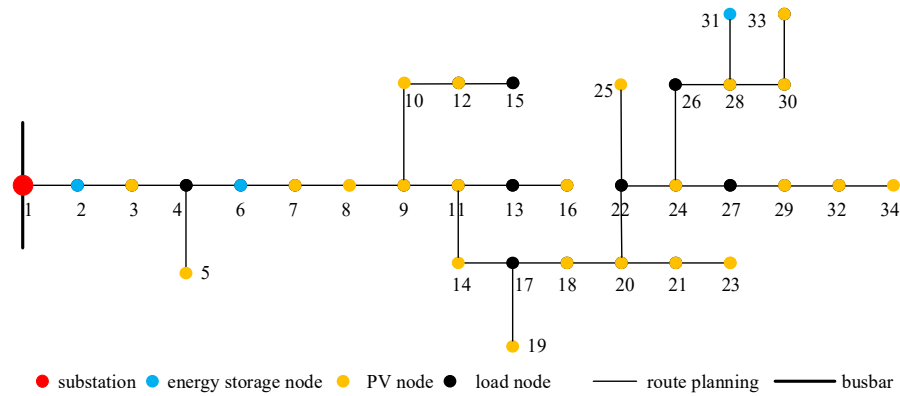 31 33
25
10 12 15 26 28 30
1 2 3 4 6 7 8 9 11 13 16 22 24 27 29 32 34
5
14 17 18 20 21 23
19
substation energy storage node PV node load node route planning busbar